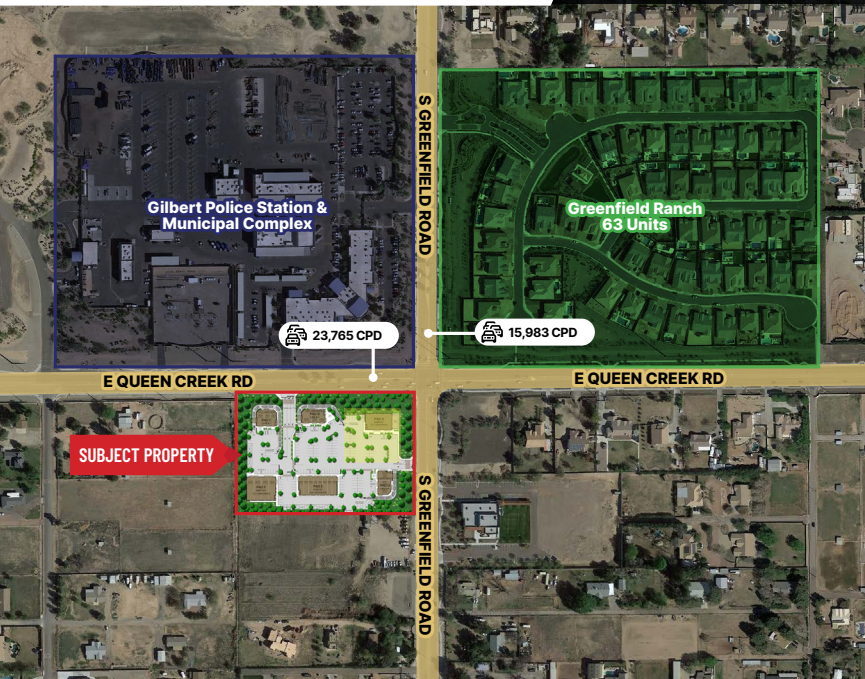 S GREENFIELD ROAD
Gilbert Police Station &
Municipal Complex
Greenfield Ranch
63 Units
23,765 CPD
15,983 CPD
E QUEEN CREEK RD
E QUEEN CREEK RD
SUBJECT PROPERTY
S GREENFIELD ROAD